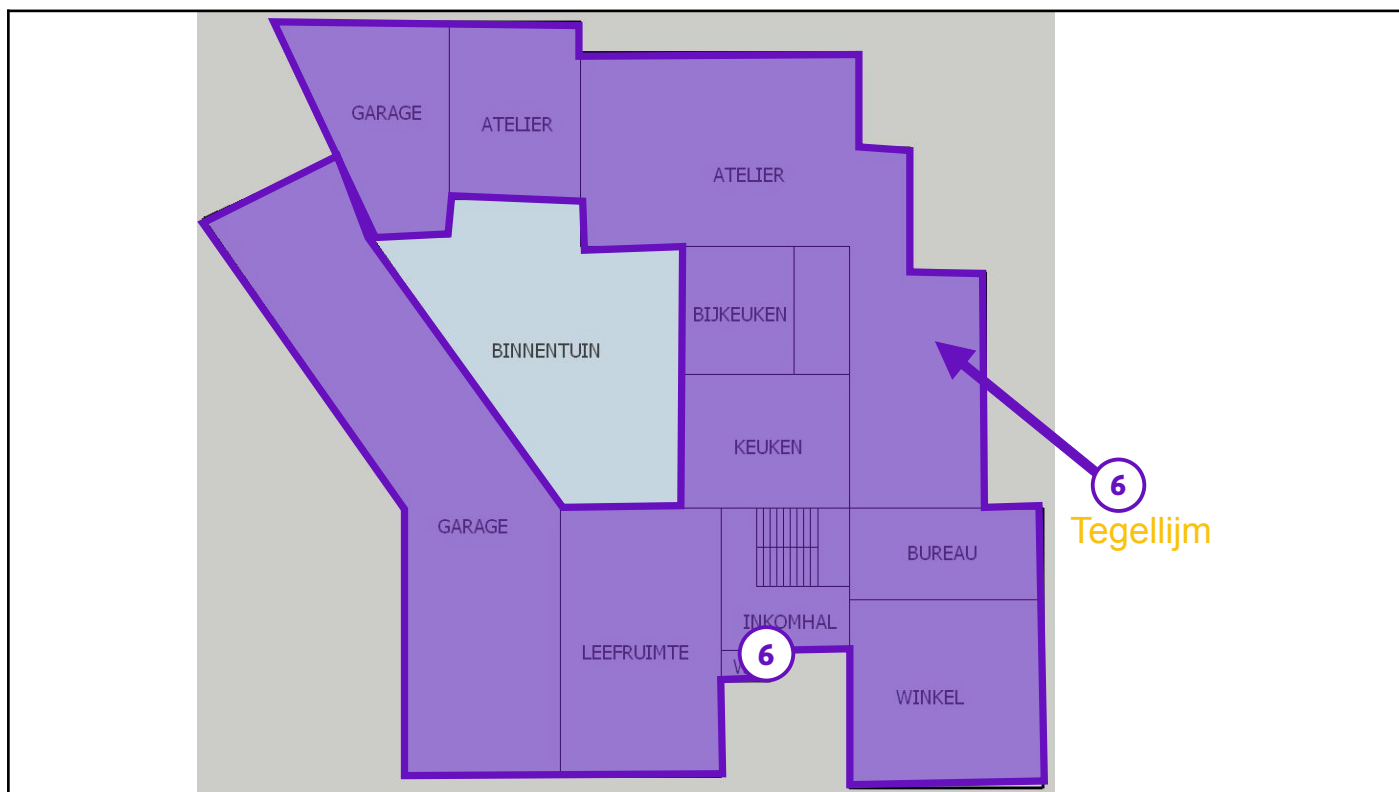 GARAGE
ATELIER
ATELIER
BIJKEUKEN
BINNENTUIN
KEUKEN
6
Tegellijm
GARAGE
BUREAU
INKOMHAL
LEEFRUIMTE
6
WINKEL